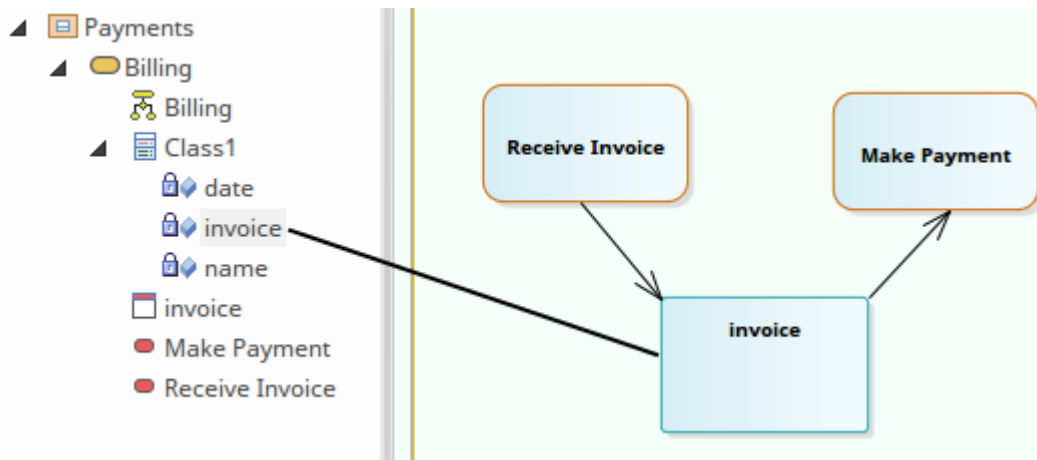 Payments
Billing
Billing
Class1
date
invoice
name
invoice
Make Payment
Receive Invoice
Receive Invoice
Make Payment
invoice